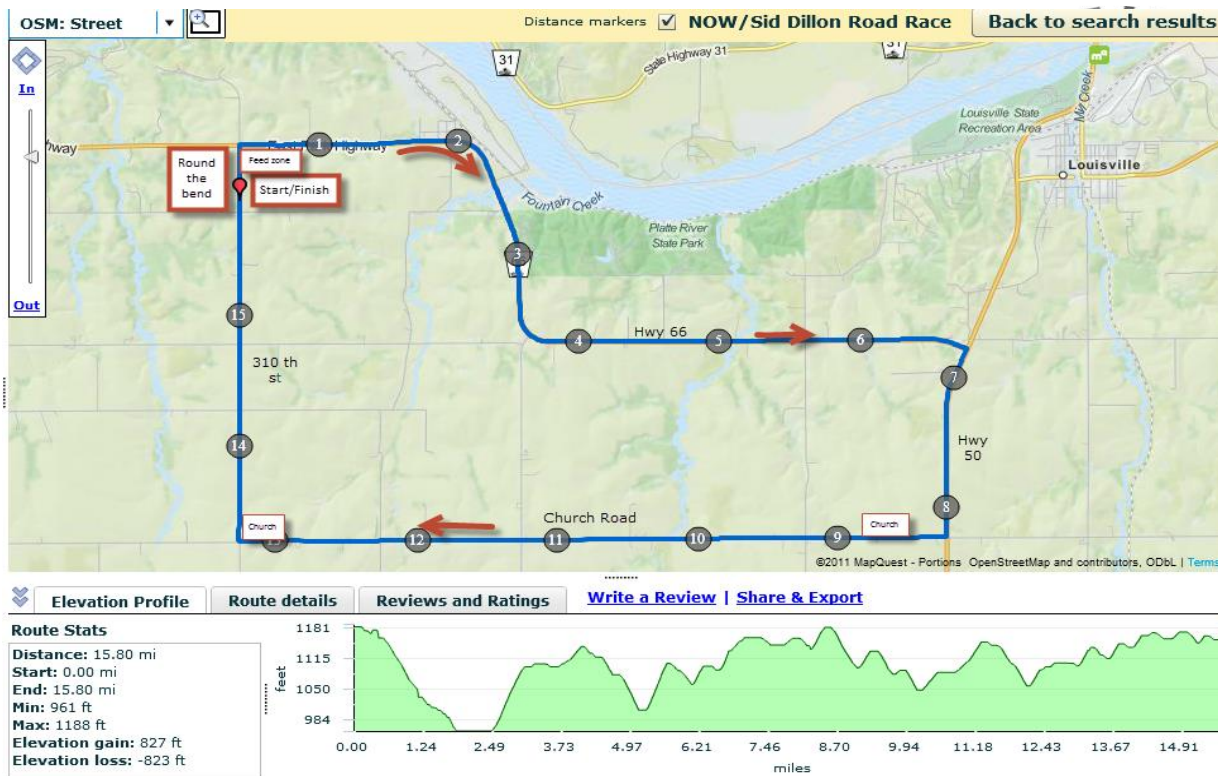 OSM: Street
Distance markers
NOW/Sid Dillon Road Race
Back to search results
In
Out
31
31
State Highway 31
Mill Creek
Louisville State
Recreation Area
Louisville
Highway
Round
the
bend
Feed zone
Start/Finish
1
2
Fountain Creek
Platte River
State Park
3
15
4
Hwy 66
5
6
7
310 th
st
14
Hwy
50
8
Church
13
12
Church Road
11
10
9
Church
©2011 MapQuest - Portions OpenStreetMap and contributors, ODbL | Terms
Elevation Profile
Route details
Reviews and Ratings
Write a Review | Share & Export
Route Stats
Distance: 15.80 mi
Start: 0.00 mi
End: 15.80 mi
Min: 961 ft
Max: 1188 ft
Elevation gain: 827 ft
Elevation loss: -823 ft
feet
1181
1115
1050
984
0.00 1.24 2.49 3.73 4.97 6.21 7.46 8.70 9.94 11.18 12.43 13.67 14.91
miles